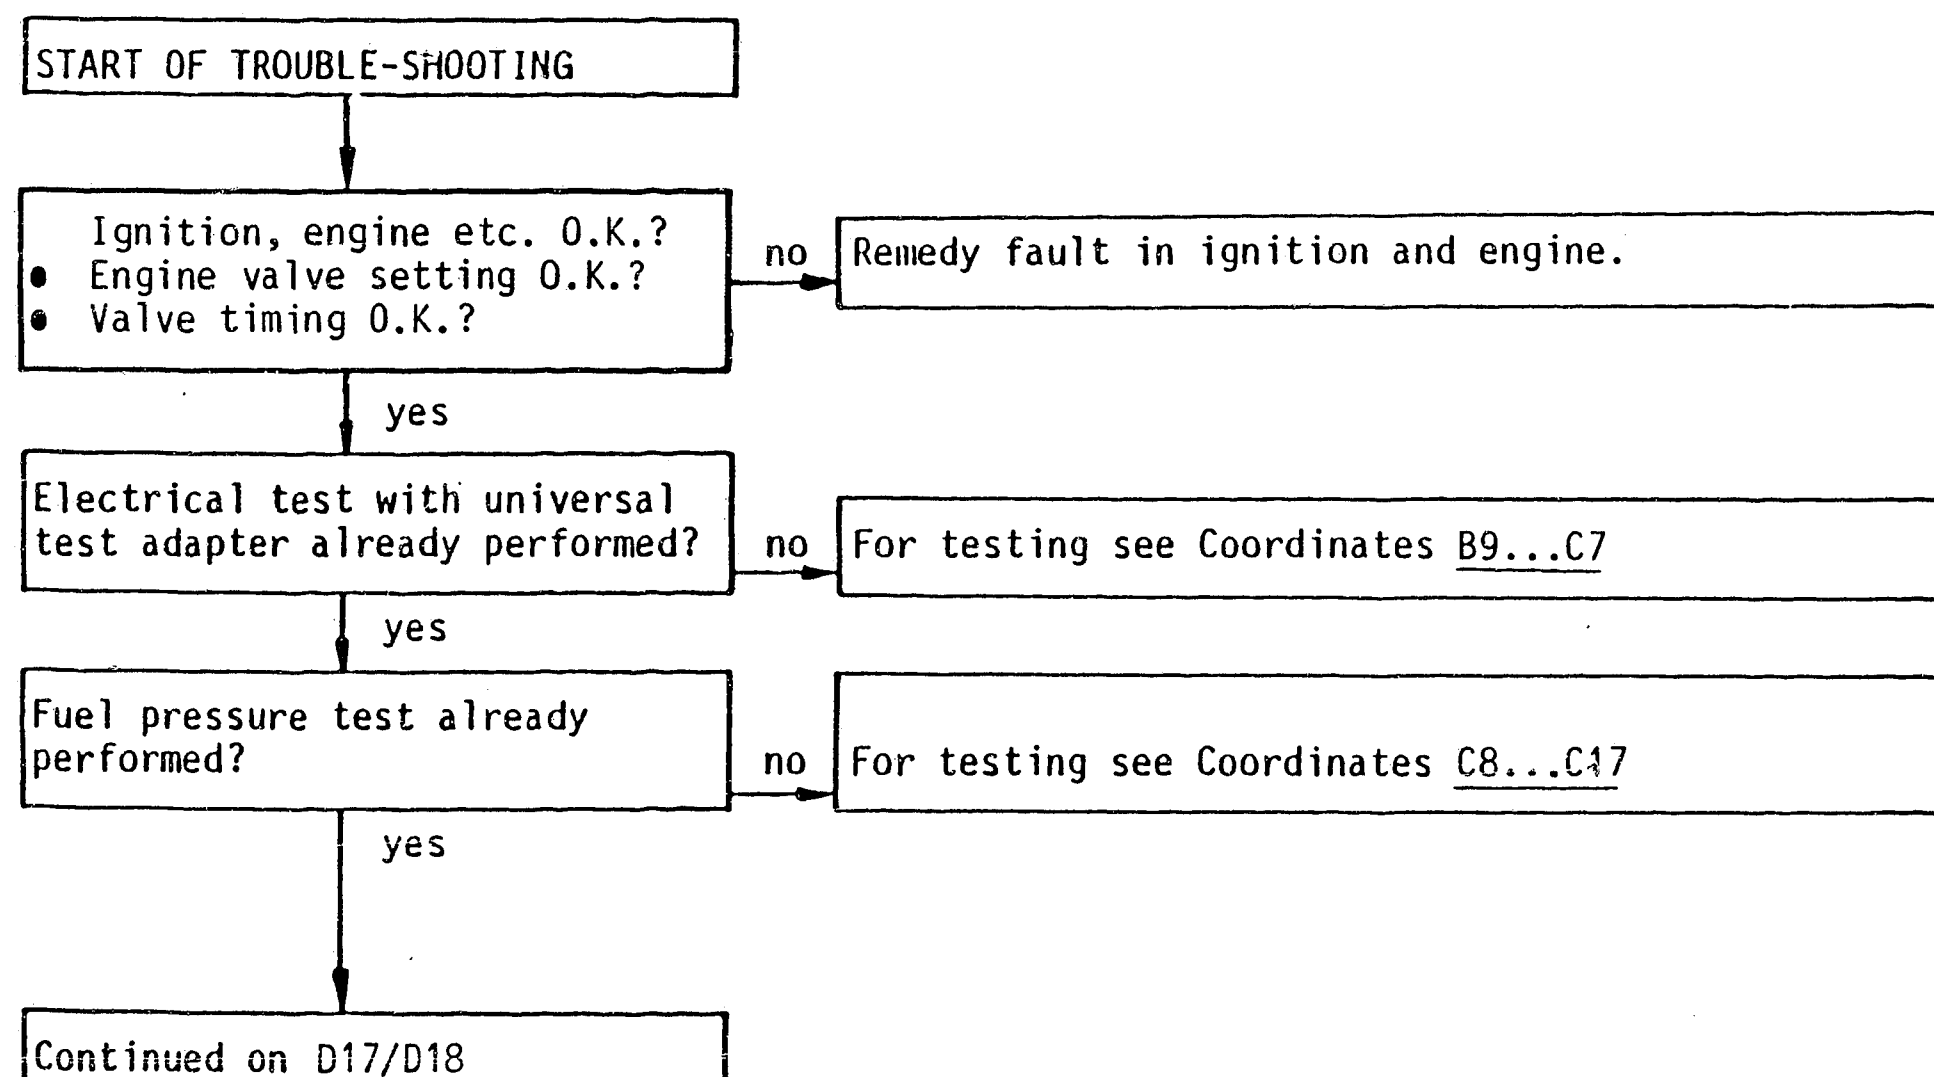 START OF TROUBLE-SHOOTING
Ignition, engine etc. O.K.?
● Engine valve setting O.K.?
● Valve timing O.K.?
no
Remedy fault in ignition and engine.
yes
Electrical test with universal
test adapter already performed?
no
For testing see Coordinates B9...C7
yes
Fuel pressure test already
performed?
no
For testing see Coordinates C8...C17
yes
Continued on D17/D18